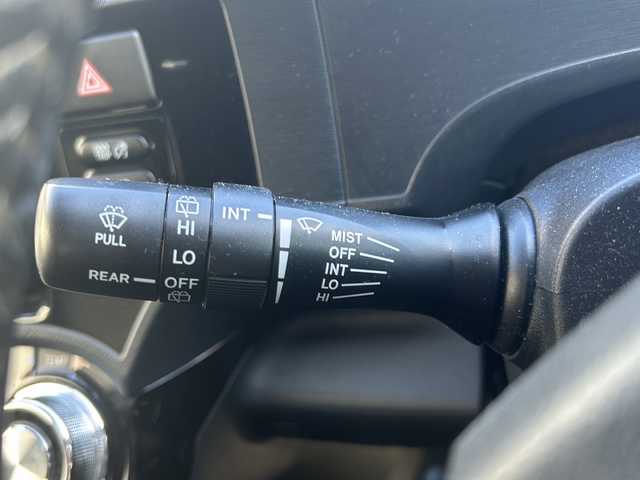 PULL
REAR
HI
LO
OFF
INT
MIST
OFF
INT
LO
HI